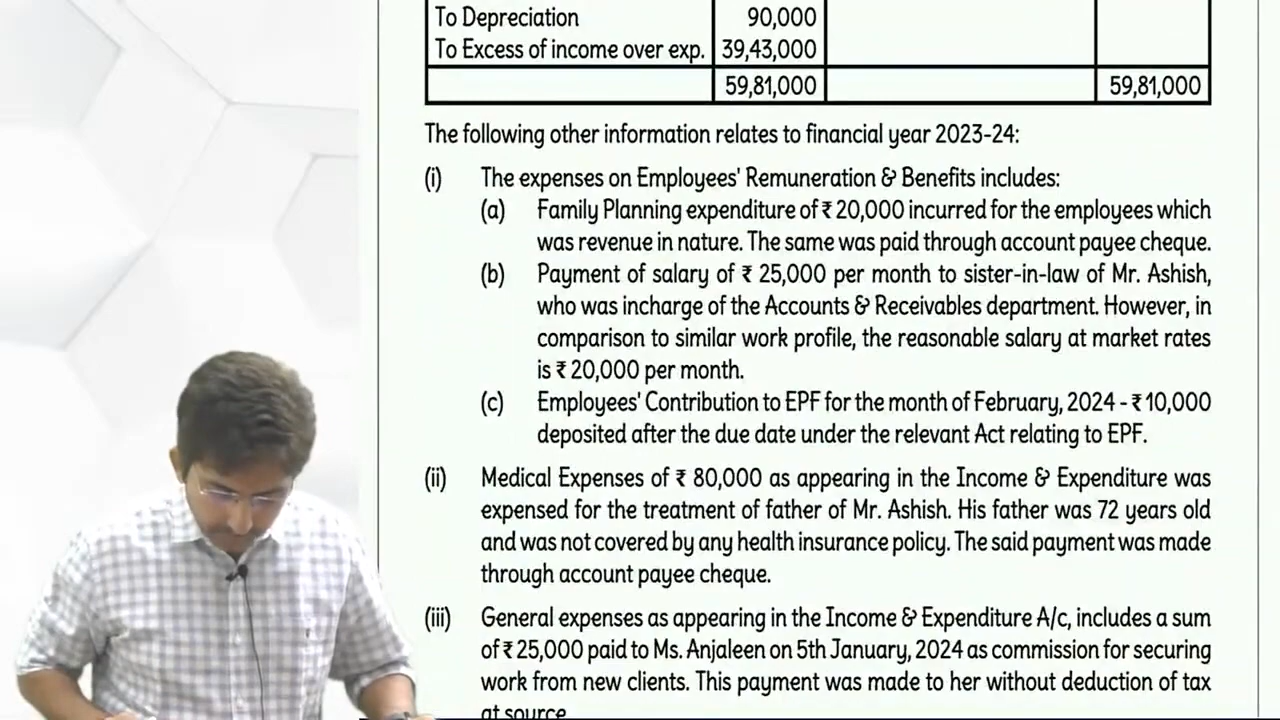 To Depreciation 90,000
To Excess of income over exp. 39,43,000
59,81,000 59,81,000
The following other information relates to financial year 2023-24:
(i) The expenses on Employees' Remuneration & Benefits includes:
(a) Family Planning expenditure of ₹ 20,000 incurred for the employees which
was revenue in nature. The same was paid through account payee cheque.
(b) Payment of salary of ₹ 25,000 per month to sister-in-law of Mr. Ashish,
who was incharge of the Accounts & Receivables department. However, in
comparison to similar work profile, the reasonable salary at market rates
is ₹ 20,000 per month.
(c) Employees' Contribution to EPF for the month of February, 2024 - ₹ 10,000
deposited after the due date under the relevant Act relating to EPF.
(ii) Medical Expenses of ₹ 80,000 as appearing in the Income & Expenditure was
expensed for the treatment of father of Mr. Ashish. His father was 72 years old
and was not covered by any health insurance policy. The said payment was made
through account payee cheque.
(iii) General expenses as appearing in the Income & Expenditure A/c, includes a sum
of ₹ 25,000 paid to Ms. Anjaleen on 5th January, 2024 as commission for securing
work from new clients. This payment was made to her without deduction of tax
at source